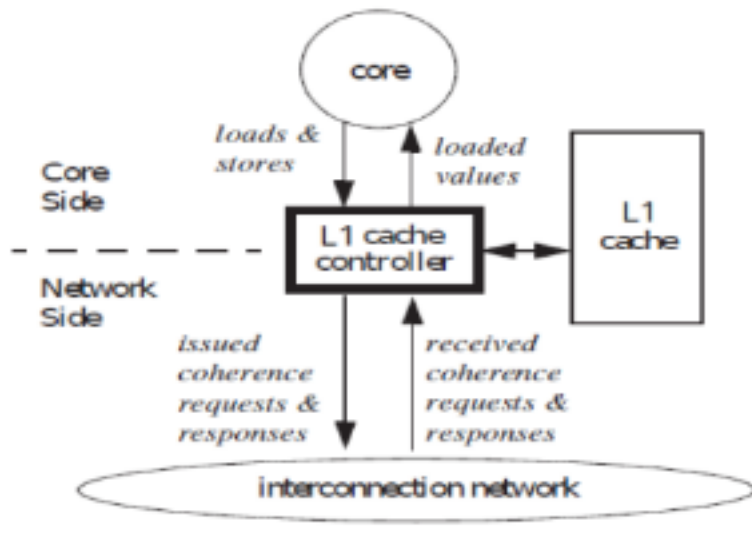 core
loads &
stores
loaded
values
Core
Side
L1
cache
L1 cache
controller
Network
Side
issued
coherence
requests &
responses
received
coherence
requests &
responses
interconnection network